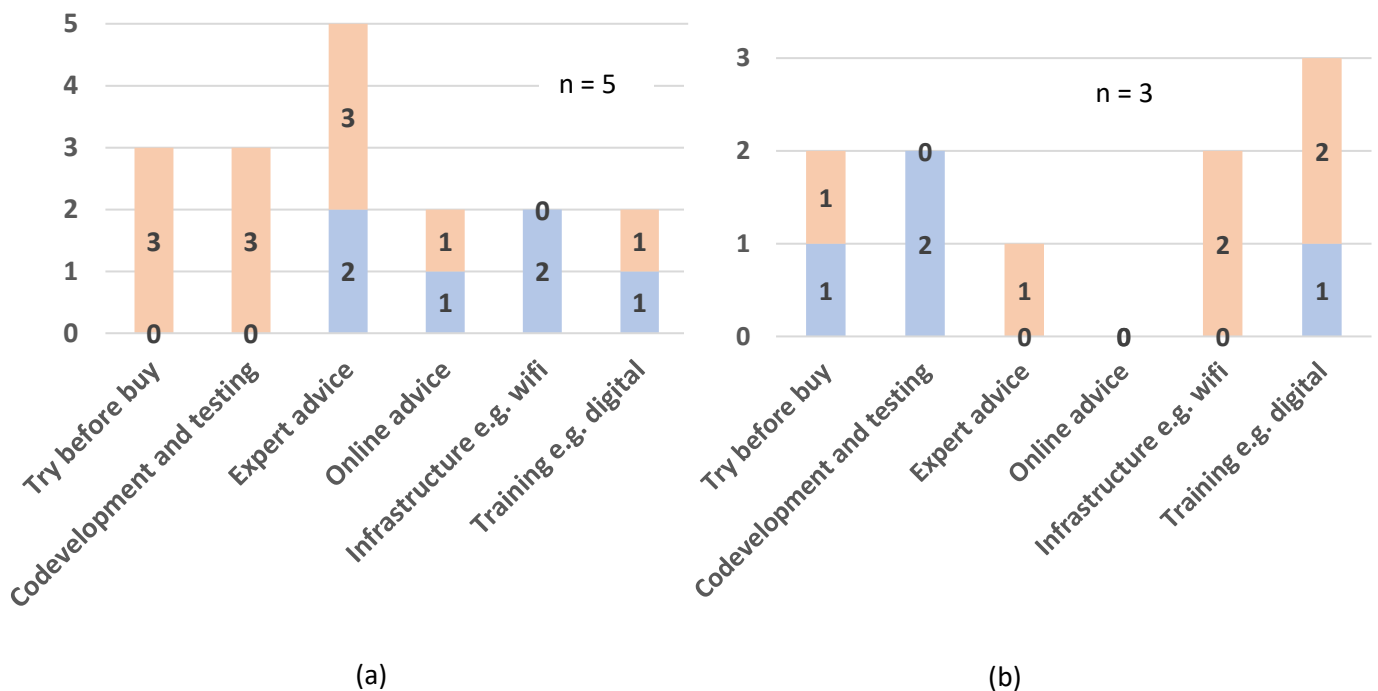 5
4
3
2
1
0
n = 5
3
3
3
2
1
1
0
2
1
1
0
0
Try before buy
Codevelopment and testing
Expert advice
Online advice
Infrastructure e.g. wifi
Training e.g. digital
(a)
3
2
1
0
n = 3
1
1
0
2
1
0
0
2
0
2
1
Try before buy
Codevelopment and testing
Expert advice
Online advice
Infrastructure e.g. wifi
Training e.g. digital
(b)